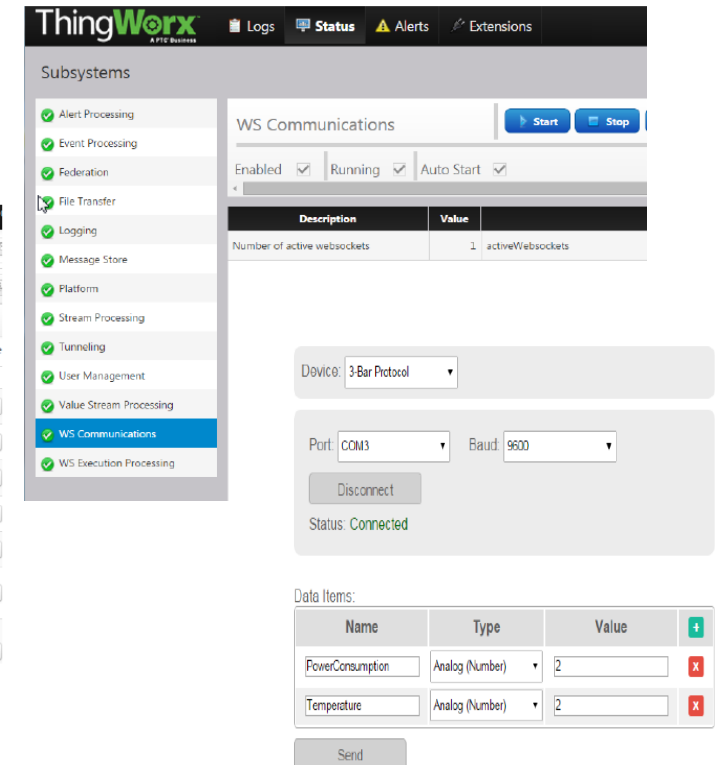 ThingWorx
A PTC Business
Logs Status Alerts Extensions
Subsystems
Alert Processing
Event Processing
Federation
File Transfer
Logging
Message Store
Platform
Stream Processing
Tunneling
User Management
Value Stream Processing
WS Communications
WS Execution Processing
WS Communications Start Stop
Enabled Running Auto Start
Description Value
Number of active websockets 1 activeWebsockets
Device: 3-Bar Protocol
Port: COM3 Baud: 9600
Disconnect
Status: Connected
Data Items:
Name Type Value +
PowerConsumption Analog (Number) 2 X
Temperature Analog (Number) 2 X
Send